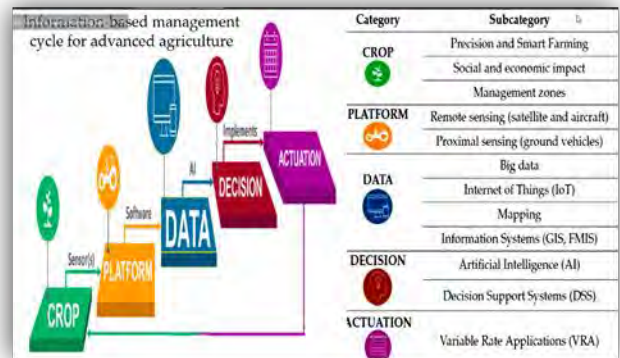 Information-based management
cycle for advanced agriculture
Implements
ACTUATION
AI
DECISION
Software
DATA
Sensor(s)
PLATFORM
CROP
Category Subcategory
CROP
Precision and Smart Farming
Social and economic impact
Management zones
PLATFORM
Remote sensing (satellite and aircraft)
Proximal sensing (ground vehicles)
DATA
Big data
Internet of Things (IoT)
Mapping
Information Systems (GIS, FMIS)
DECISION
Artificial Intelligence (AI)
Decision Support Systems (DSS)
ACTUATION
Variable Rate Applications (VRA)